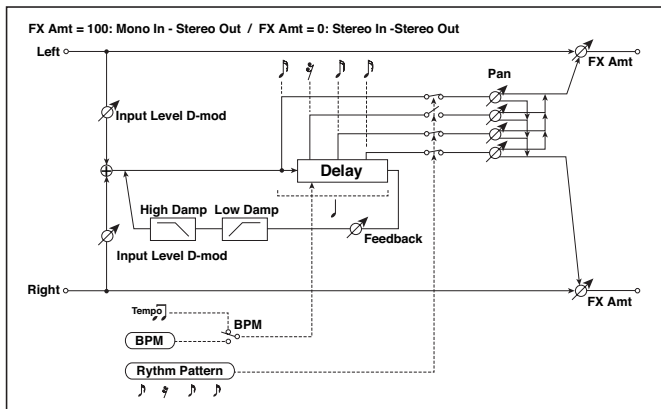 FX Amt = 100: Mono In - Stereo Out / FX Amt = 0: Stereo In -Stereo Out
Left
FX Amt
Pan
Input Level D-mod
Delay
High Damp Low Damp
Feedback
Input Level D-mod
Right
FX Amt
Tempo
BPM
BPM
Rythm Pattern